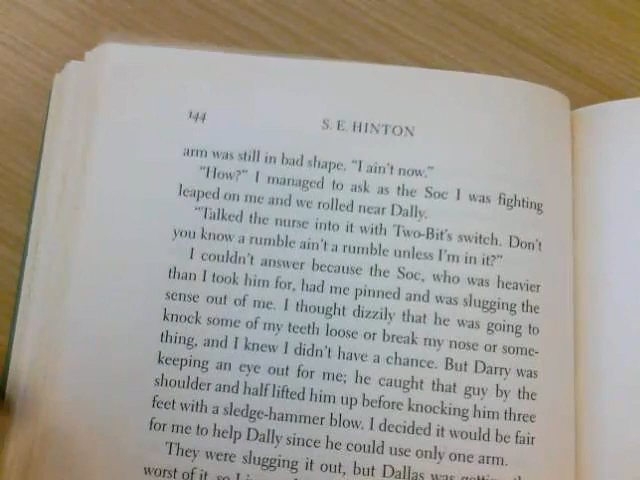 144
S. E. HINTON
arm was still in bad shape. "I ain't now."
"How?" I managed to ask as the Soc I was fighting
leaped on me and we rolled near Dally.
"Talked the nurse into it with Two-Bit's switch. Don't
you know a rumble ain't a rumble unless I'm in it?"
I couldn't answer because the Soc, who was heavier
than I took him for, had me pinned and was slugging the
sense out of me. I thought dizzily that he was going to
knock some of my teeth loose or break my nose or some-
thing, and I knew I didn't have a chance. But Darry was
keeping an eye out for me; he caught that guy by the
shoulder and half lifted him up before knocking him three
feet with a sledge-hammer blow. I decided it would be fair
for me to help Dally since he could use only one arm.
They were slugging it out, but Dallas was
worst of it, so I